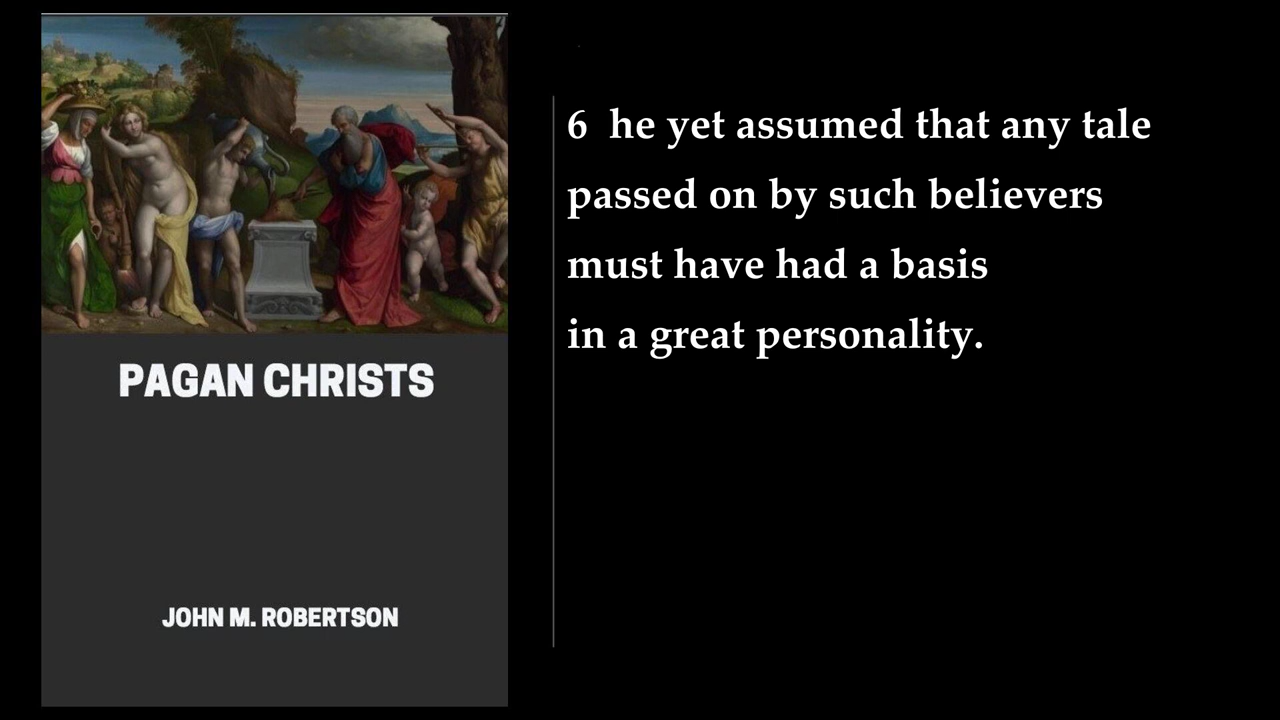 PAGAN CHRISTS
JOHN M. ROBERTSON
6 he yet assumed that any tale
passed on by such believers
must have had a basis
in a great personality.